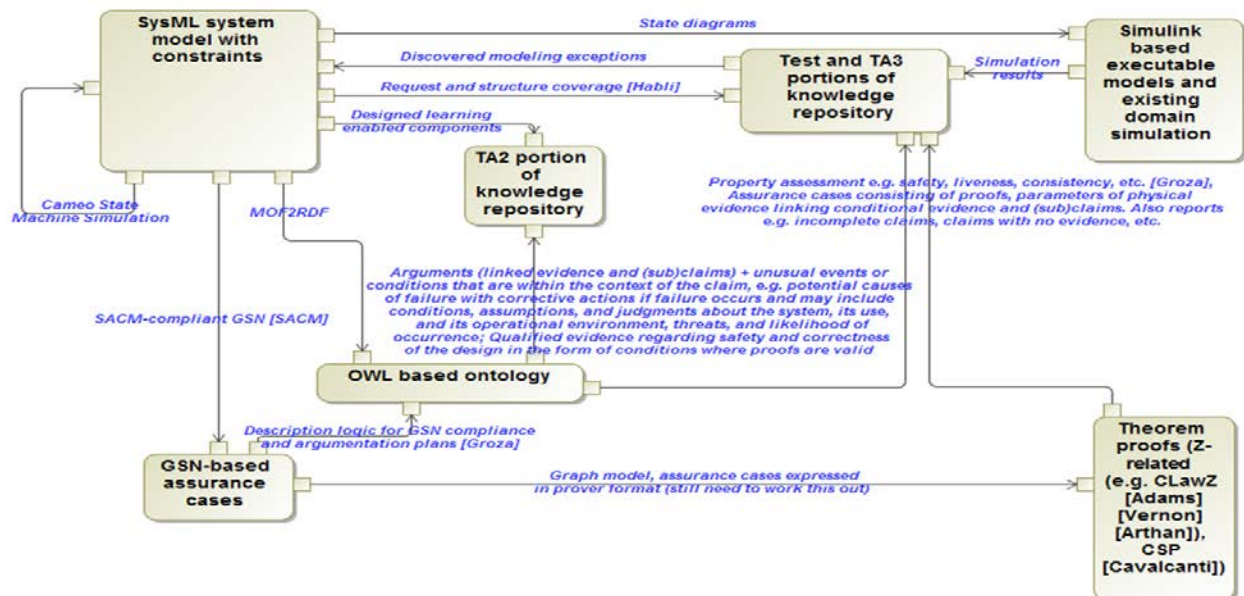 SysML system
model with
constraints
State diagrams
Discovered modeling exceptions
Request and structure coverage [Habli]
Designed learning
enabled components
Test and TA3
portions of
knowledge
repository
Simulation
results
Simulink
based
executable
models and
existing
domain
simulation
TA2 portion
of
knowledge
repository
Cameo State
Machine Simulation
MOF2RDF
Property assessment e.g. safety, liveness, consistency, etc. [Groza],
Assurance cases consisting of proofs, parameters of physical
evidence linking conditional evidence and (sub)claims. Also reports
e.g. incomplete claims, claims with no evidence, etc.
Arguments (linked evidence and (sub)claims) + unusual events or
conditions that are within the context of the claim, e.g. potential causes
of failure with corrective actions if failure occurs and may include
conditions, assumptions, and judgments about the system, its use,
and its operational environment, threats, and likelihood of
occurrence; Qualified evidence regarding safety and correctness
of the design in the form of conditions where proofs are valid
SACM-compliant GSN [SACM]
OWL based ontology
Description logic for GSN compliance
and argumentation plans [Groza]
GSN-based
assurance
cases
Graph model, assurance cases expressed
in prover format (still need to work this out)
Theorem
proofs (Z-
related
(e.g. CLawZ
[Adams]
[Vernon]
[Arthan]),
CSP
[Cavalcanti])